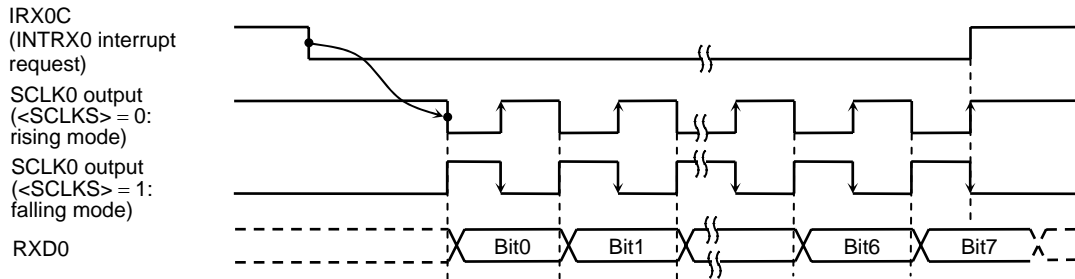 IRX0C
(INTRX0 interrupt
request)
SCLK0 output
(<SCLKS> = 0:
rising mode)
SCLK0 output
(<SCLKS> = 1:
falling mode)
RXD0
Bit0
Bit1
Bit6
Bit7